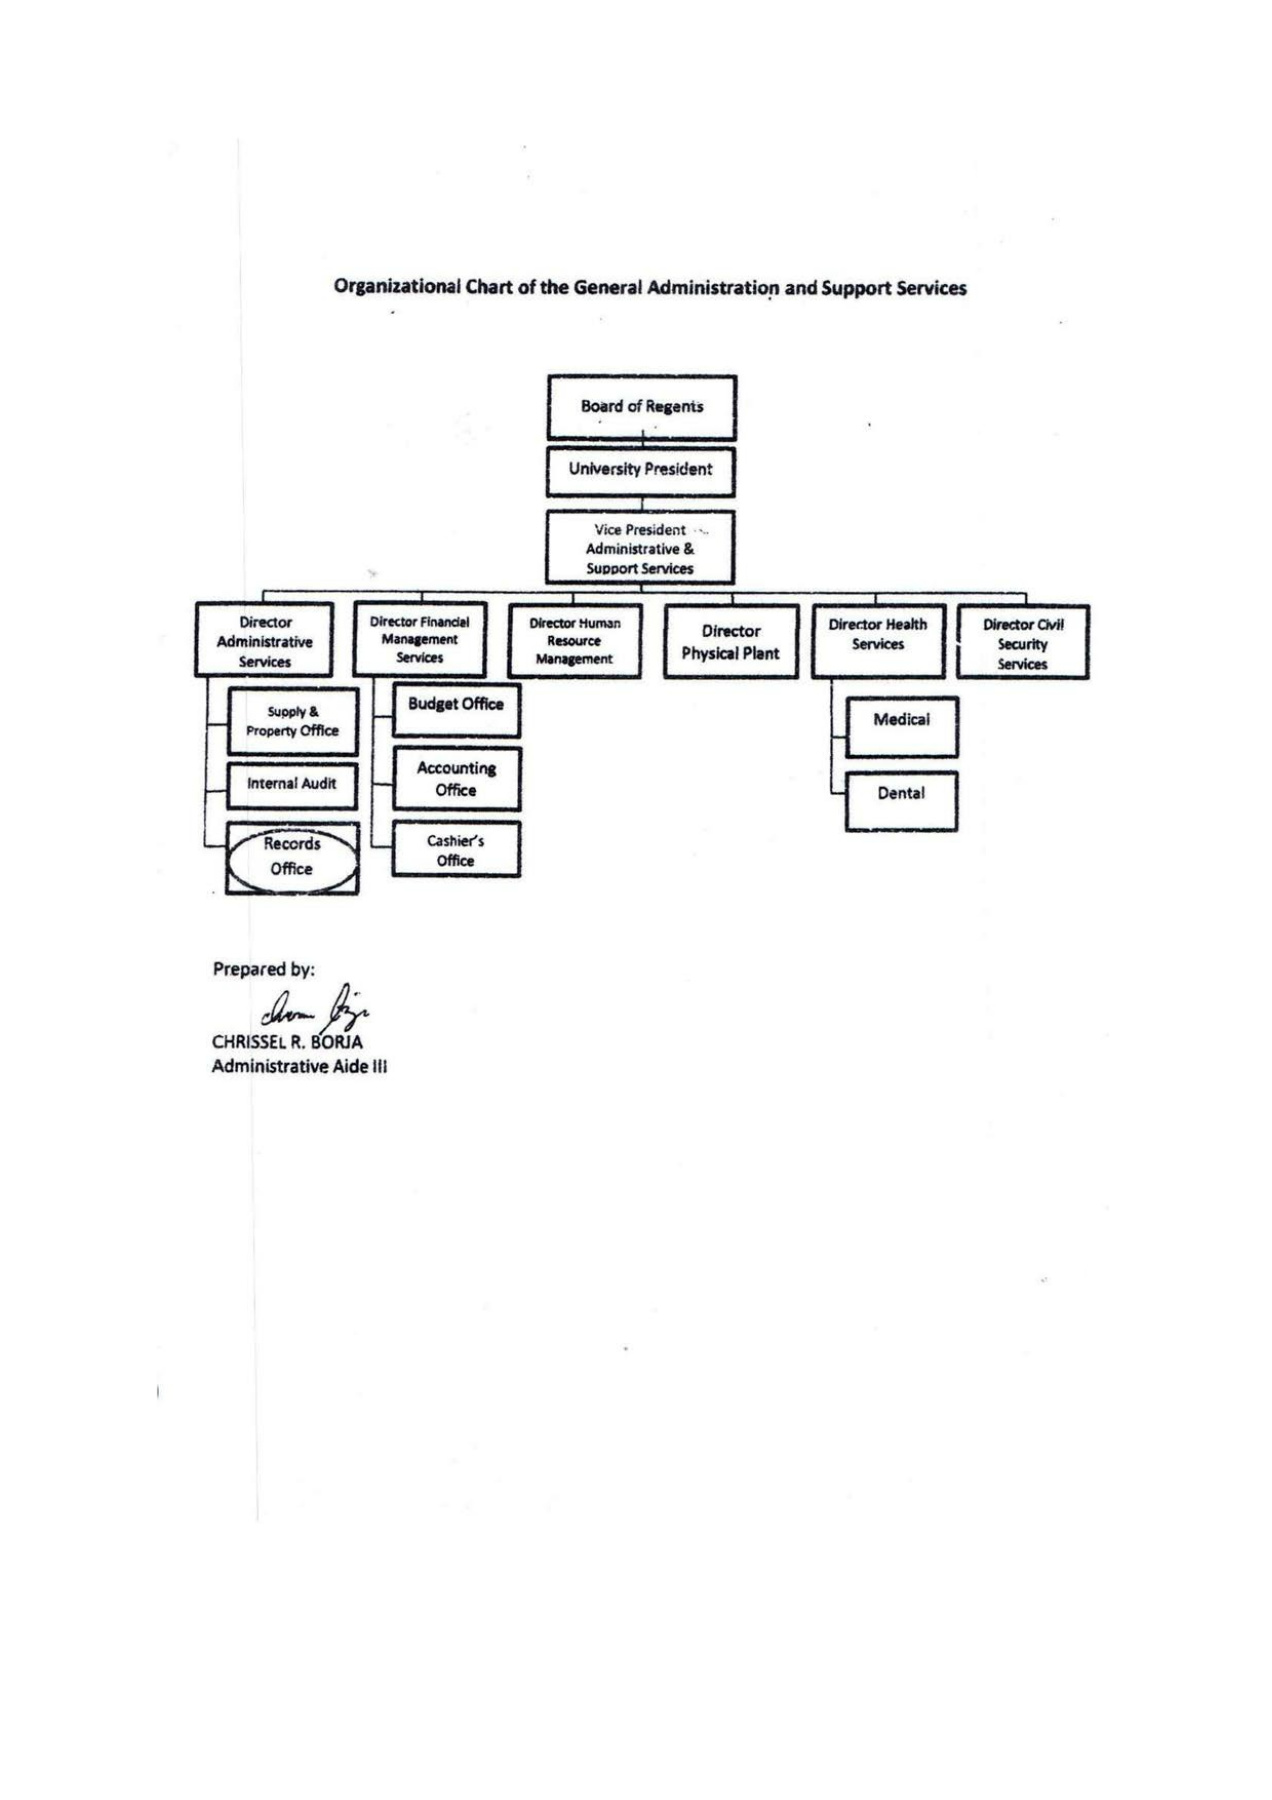 Organizational Chart of the General Administration and Support Services
Board of Regents
University President
Vice President
Administrative &
Support Services
Director
Administrative
Services
Director Financial
Management
Services
Director Human
Resource
Management
Director
Physical Plant
Director Health
Services
Director Civil
Security
Services
Supply &
Property Office
Internal Audit
Records
Office
Budget Office
Accounting
Office
Cashier's
Office
Medical
Dental
Prepared by:
CHRISSEL R. BORJA
Administrative Aide III